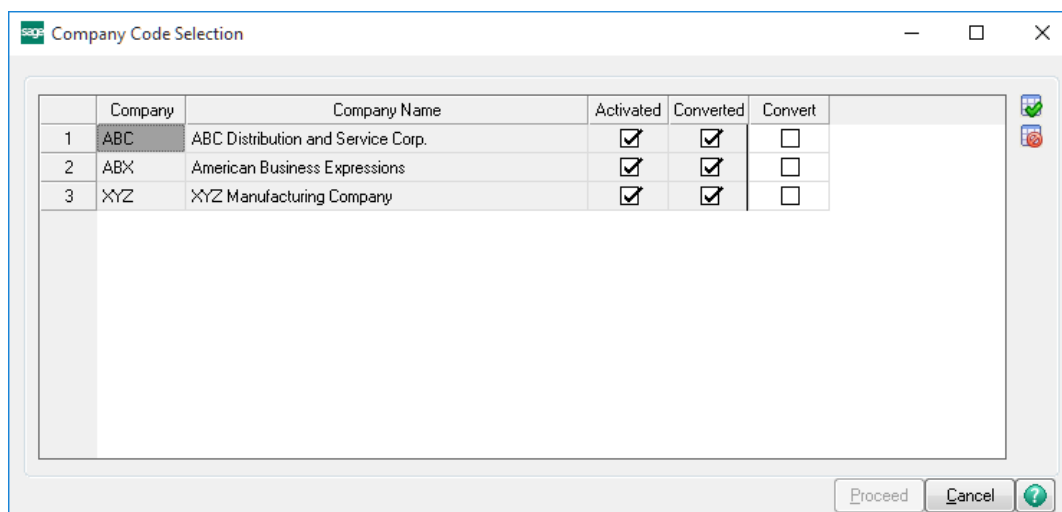 sage Company Code Selection
Company Company Name Activated Converted Convert
1 ABC ABC Distribution and Service Corp.
2 ABX American Business Expressions
3 XYZ XYZ Manufacturing Company
Proceed Cancel ?